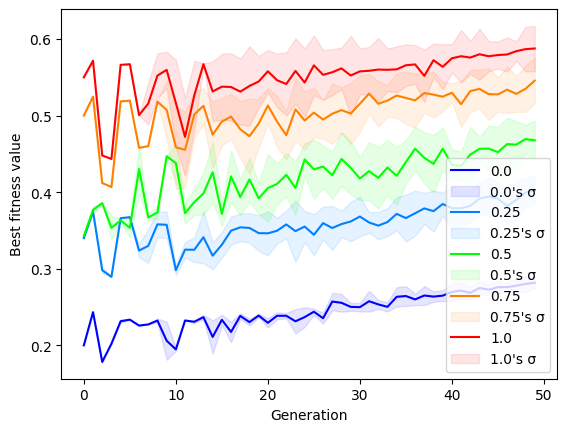 0.6
0.5
0.4
0.3
0.2
Best fitness value
0
10
20
30
40
50
Generation
0.0
0.0's σ
0.25
0.25's σ
0.5
0.5's σ
0.75
0.75's σ
1.0
1.0's σ